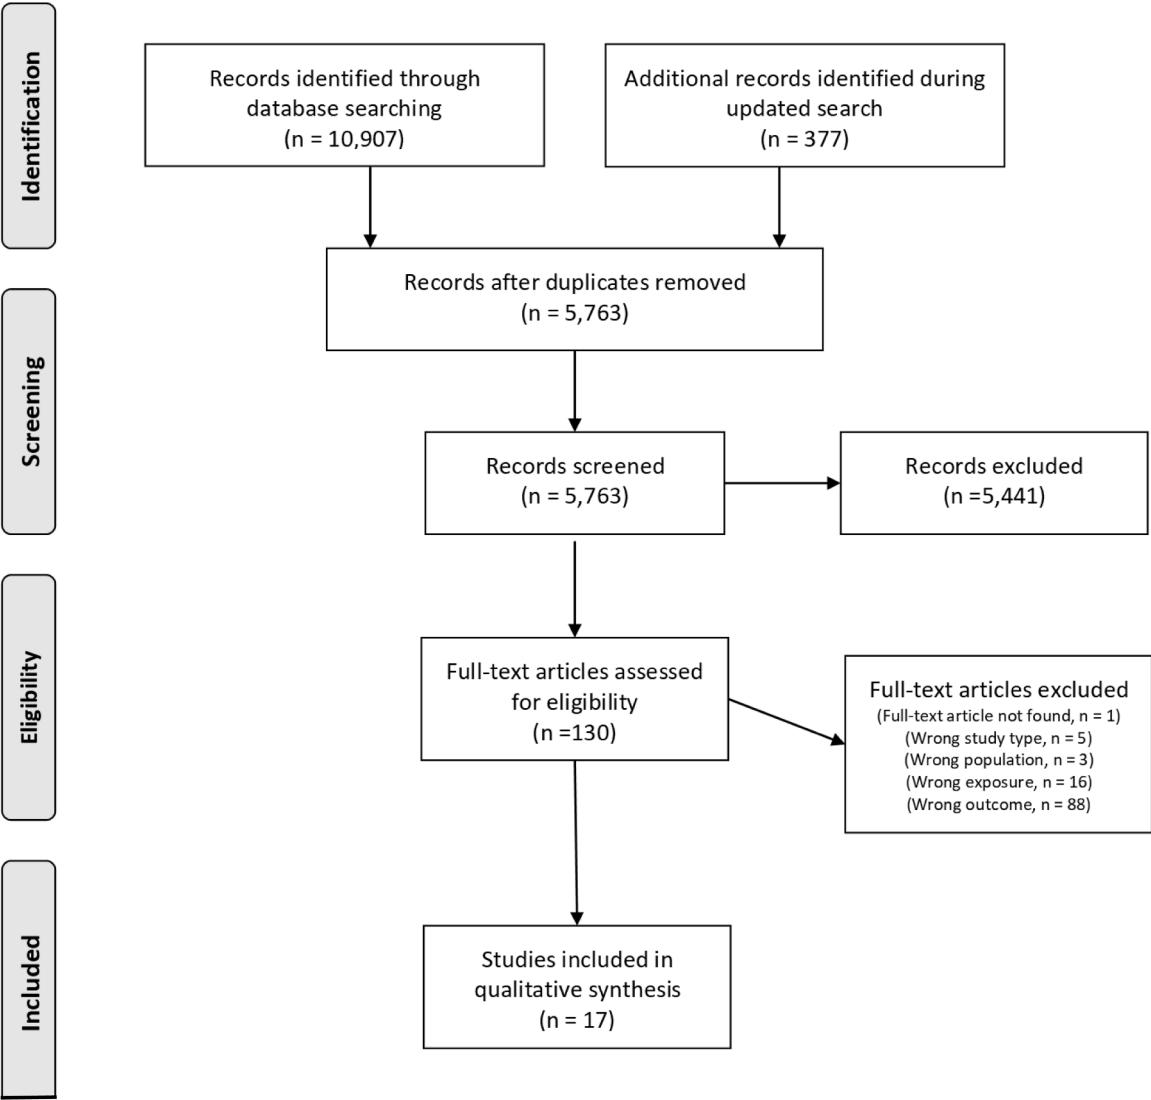 Identification
Records identified through
database searching
(n = 10,907)
Additional records identified during
updated search
(n = 377)
Records after duplicates removed
(n = 5,763)
Screening
Records screened
(n = 5,763)
Records excluded
(n =5,441)
Eligibility
Full-text articles assessed
for eligibility
(n =130)
Full-text articles excluded
(Full-text article not found, n = 1)
(Wrong study type, n = 5)
(Wrong population, n = 3)
(Wrong exposure, n = 16)
(Wrong outcome, n = 88)
Included
Studies included in
qualitative synthesis
(n = 17)